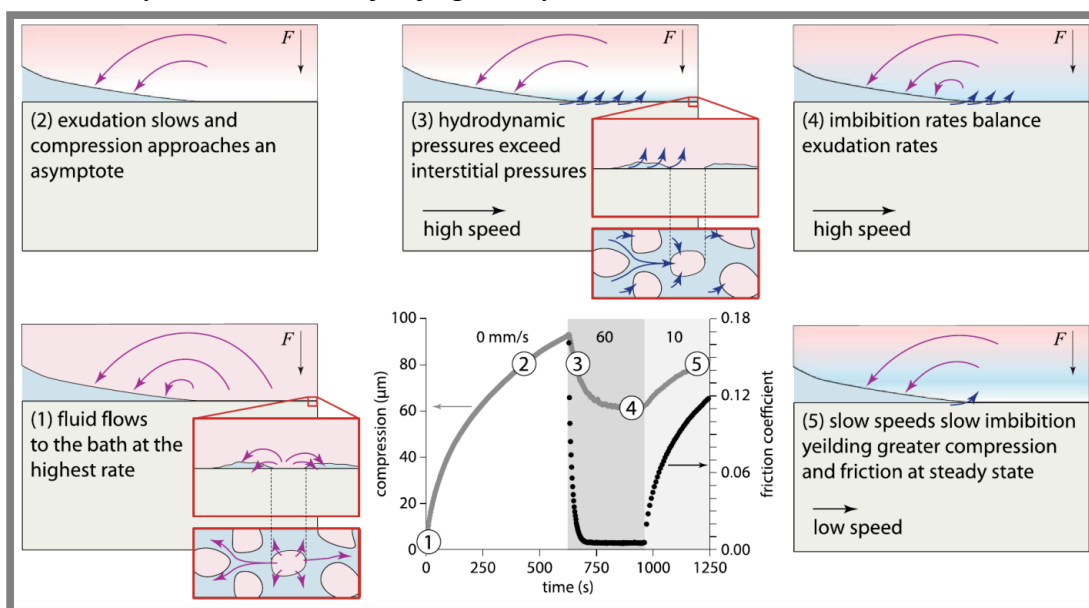 F
(2) exudation slows and
compression approaches an
asymptote
F
(3) hydrodynamic
pressures exceed
interstitial pressures
high speed
F
(4) imbibition rates balance
exudation rates
high speed
F
(1) fluid flows
to the bath at the
highest rate
100
80
60
40
20
0
compression (µm)
0 mm/s
60
10
1
2
3
4
5
0.18
0.12
0.06
0.00
friction coefficient
0
250
500
750
1000
1250
time (s)
F
(5) slow speeds slow imbibition
yeilding greater compression
and friction at steady state
low speed